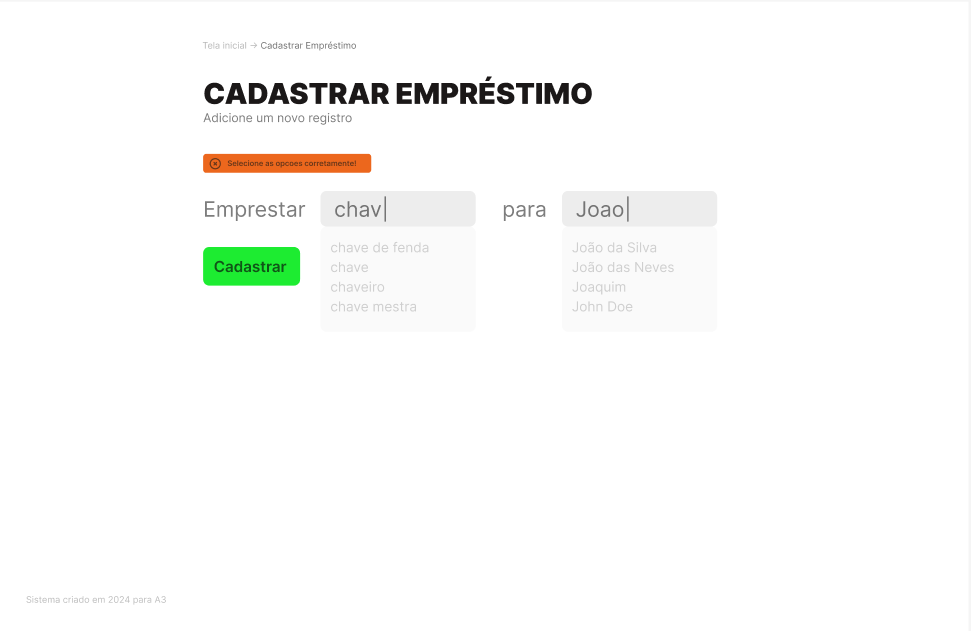 Tela inicial → Cadastrar Empréstimo
CADASTRAR EMPRÉSTIMO
Adicione um novo registro
Selecione as opcoes corretamente!
Emprestar chav para Joao
Cadastrar
chave de fenda
chave
chaveiro
chave mestra
João da Silva
João das Neves
Joaquim
John Doe
Sistema criado em 2024 para A3